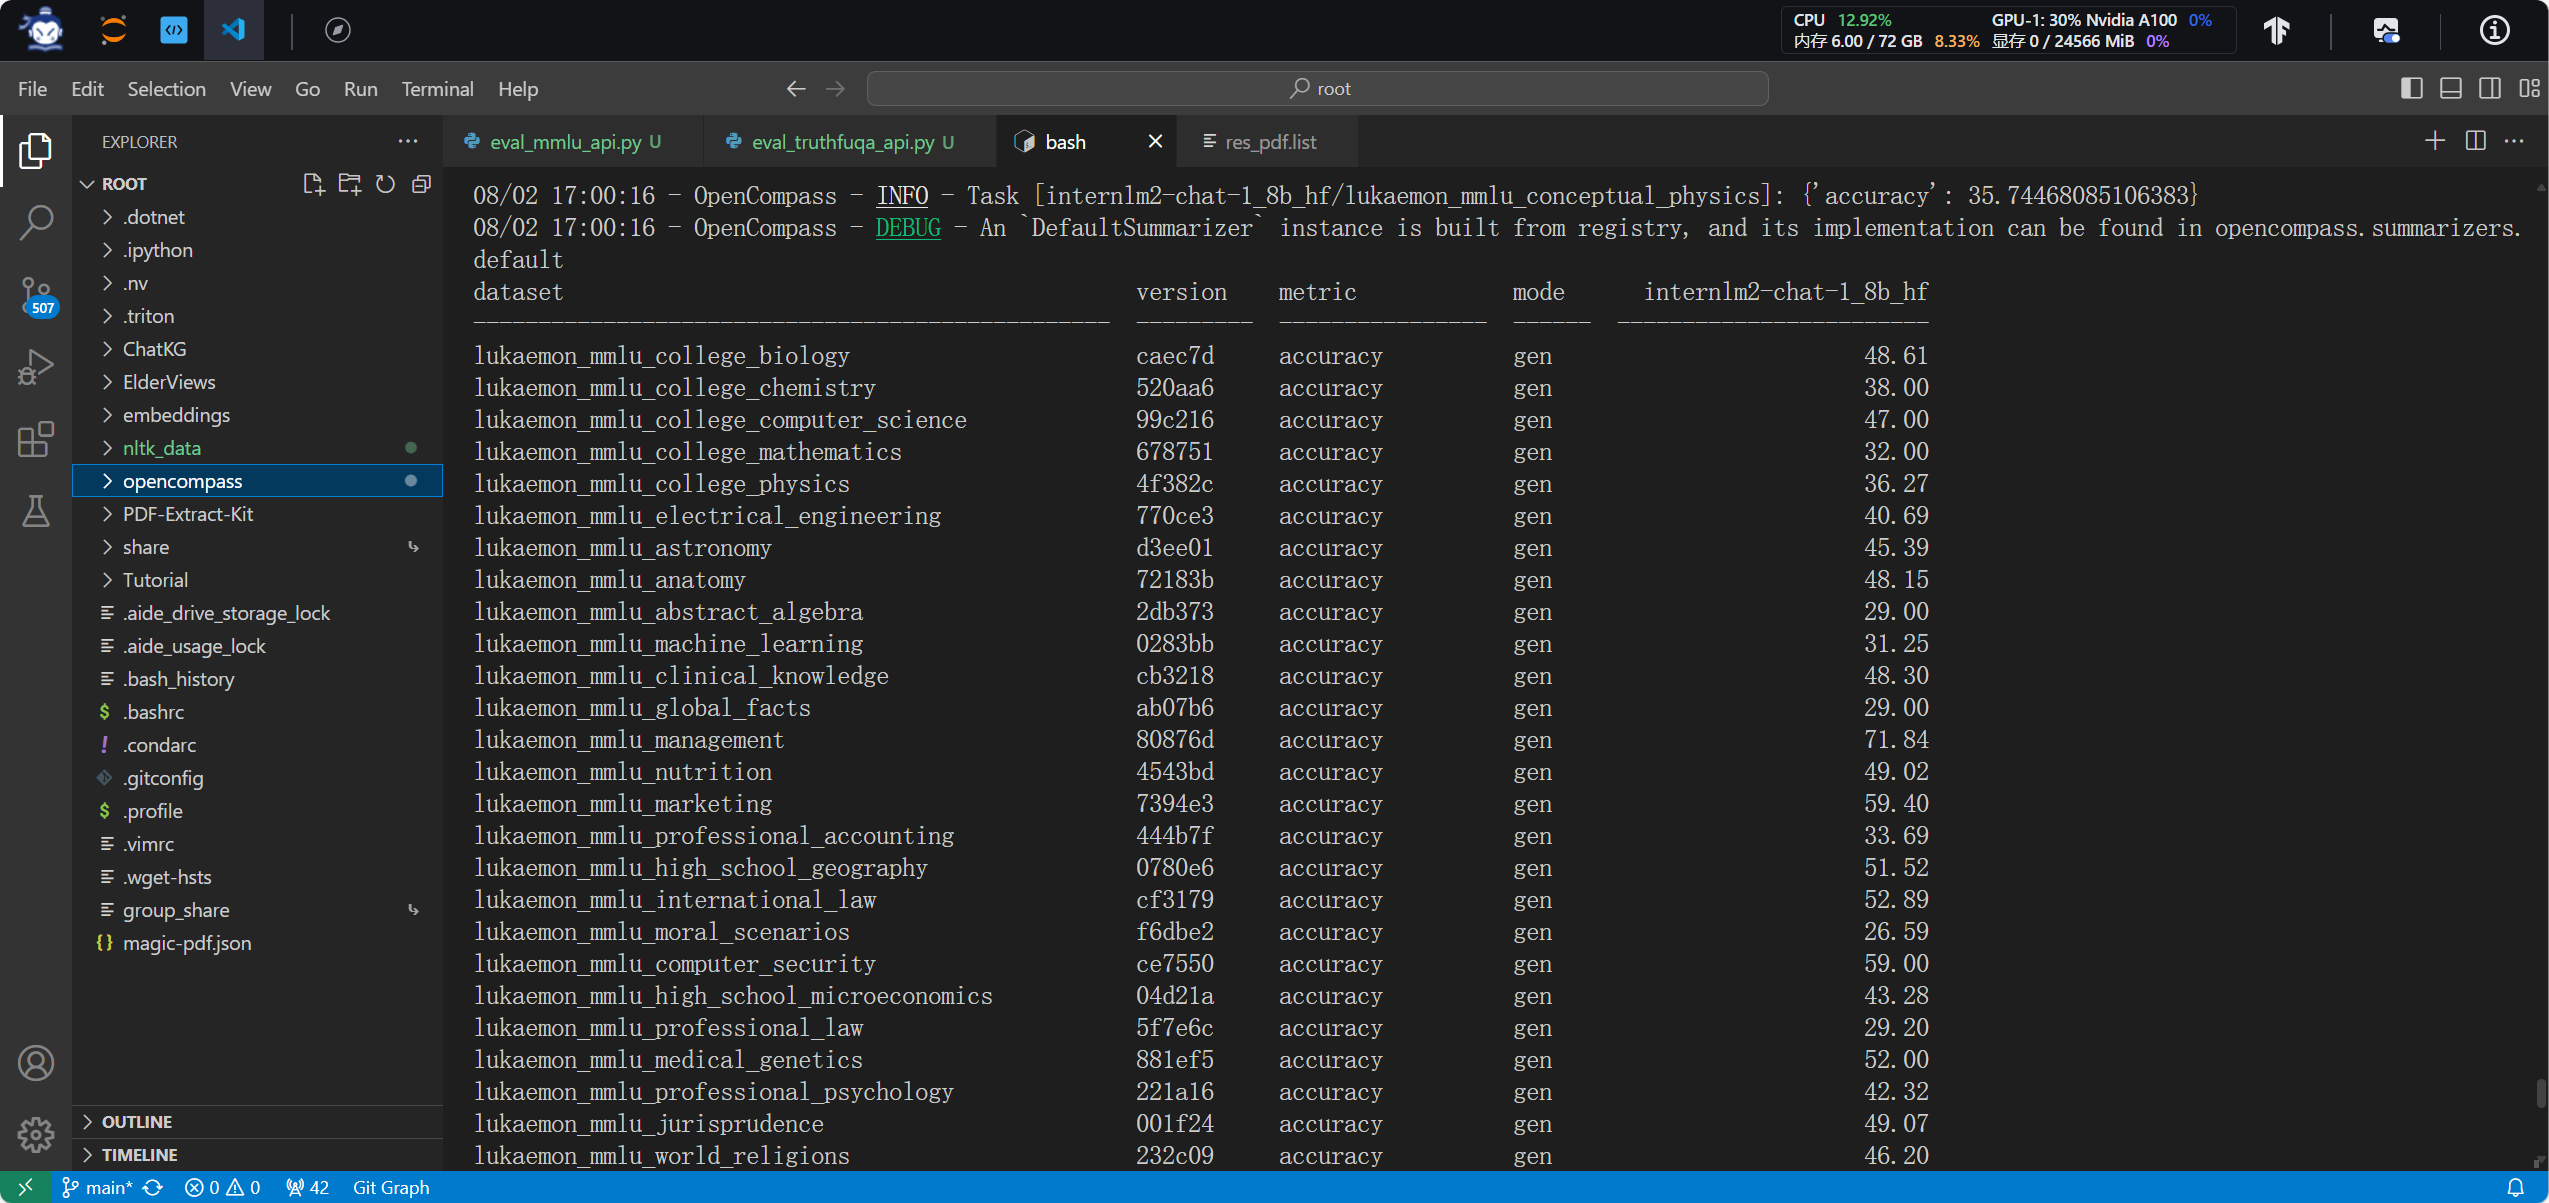 CPU 12.92% GPU-1: 30% Nvidia A100 0%
内存 6.00 / 72 GB 8.33% 显存 0 / 24566 MiB 0%
File Edit Selection View Go Run Terminal Help root
EXPLORER
eval_mmlu_api.py U eval_truthfuqa_api.py U bash res_pdf.list
ROOT
.dotnet
.ipython
.nv
.triton
ChatKG
ElderViews
embeddings
nltk_data
opencompass
PDF-Extract-Kit
share
Tutorial
.aide_drive_storage_lock
.aide_usage_lock
.bash_history
.bashrc
.condarc
.gitconfig
.profile
.vimrc
.wget-hsts
group_share
magic-pdf.json
OUTLINE
TIMELINE
507
08/02 17:00:16 - OpenCompass - INFO - Task [internlm2-chat-1_8b_hf/lukaemon_mmlu_conceptual_physics]: {'accuracy': 35.74468085106383}
08/02 17:00:16 - OpenCompass - DEBUG - An `DefaultSummarizer` instance is built from registry, and its implementation can be found in opencompass.summarizers.
default
dataset version metric mode internlm2-chat-1_8b_hf
------------------------------------------------- --------- ---------------- ------ ------------------------
lukaemon_mmlu_college_biology caec7d accuracy gen 48.61
lukaemon_mmlu_college_chemistry 520aa6 accuracy gen 38.00
lukaemon_mmlu_college_computer_science 99c216 accuracy gen 47.00
lukaemon_mmlu_college_mathematics 678751 accuracy gen 32.00
lukaemon_mmlu_college_physics 4f382c accuracy gen 36.27
lukaemon_mmlu_electrical_engineering 770ce3 accuracy gen 40.69
lukaemon_mmlu_astronomy d3ee01 accuracy gen 45.39
lukaemon_mmlu_anatomy 72183b accuracy gen 48.15
lukaemon_mmlu_abstract_algebra 2db373 accuracy gen 29.00
lukaemon_mmlu_machine_learning 0283bb accuracy gen 31.25
lukaemon_mmlu_clinical_knowledge cb3218 accuracy gen 48.30
lukaemon_mmlu_global_facts ab07b6 accuracy gen 29.00
lukaemon_mmlu_management 80876d accuracy gen 71.84
lukaemon_mmlu_nutrition 4543bd accuracy gen 49.02
lukaemon_mmlu_marketing 7394e3 accuracy gen 59.40
lukaemon_mmlu_professional_accounting 444b7f accuracy gen 33.69
lukaemon_mmlu_high_school_geography 0780e6 accuracy gen 51.52
lukaemon_mmlu_international_law cf3179 accuracy gen 52.89
lukaemon_mmlu_moral_scenarios f6dbe2 accuracy gen 26.59
lukaemon_mmlu_computer_security ce7550 accuracy gen 59.00
lukaemon_mmlu_high_school_microeconomics 04d21a accuracy gen 43.28
lukaemon_mmlu_professional_law 5f7e6c accuracy gen 29.20
lukaemon_mmlu_medical_genetics 881ef5 accuracy gen 52.00
lukaemon_mmlu_professional_psychology 221a16 accuracy gen 42.32
lukaemon_mmlu_jurisprudence 001f24 accuracy gen 49.07
lukaemon_mmlu_world_religions 232c09 accuracy gen 46.20
main* 0 0 42 Git Graph